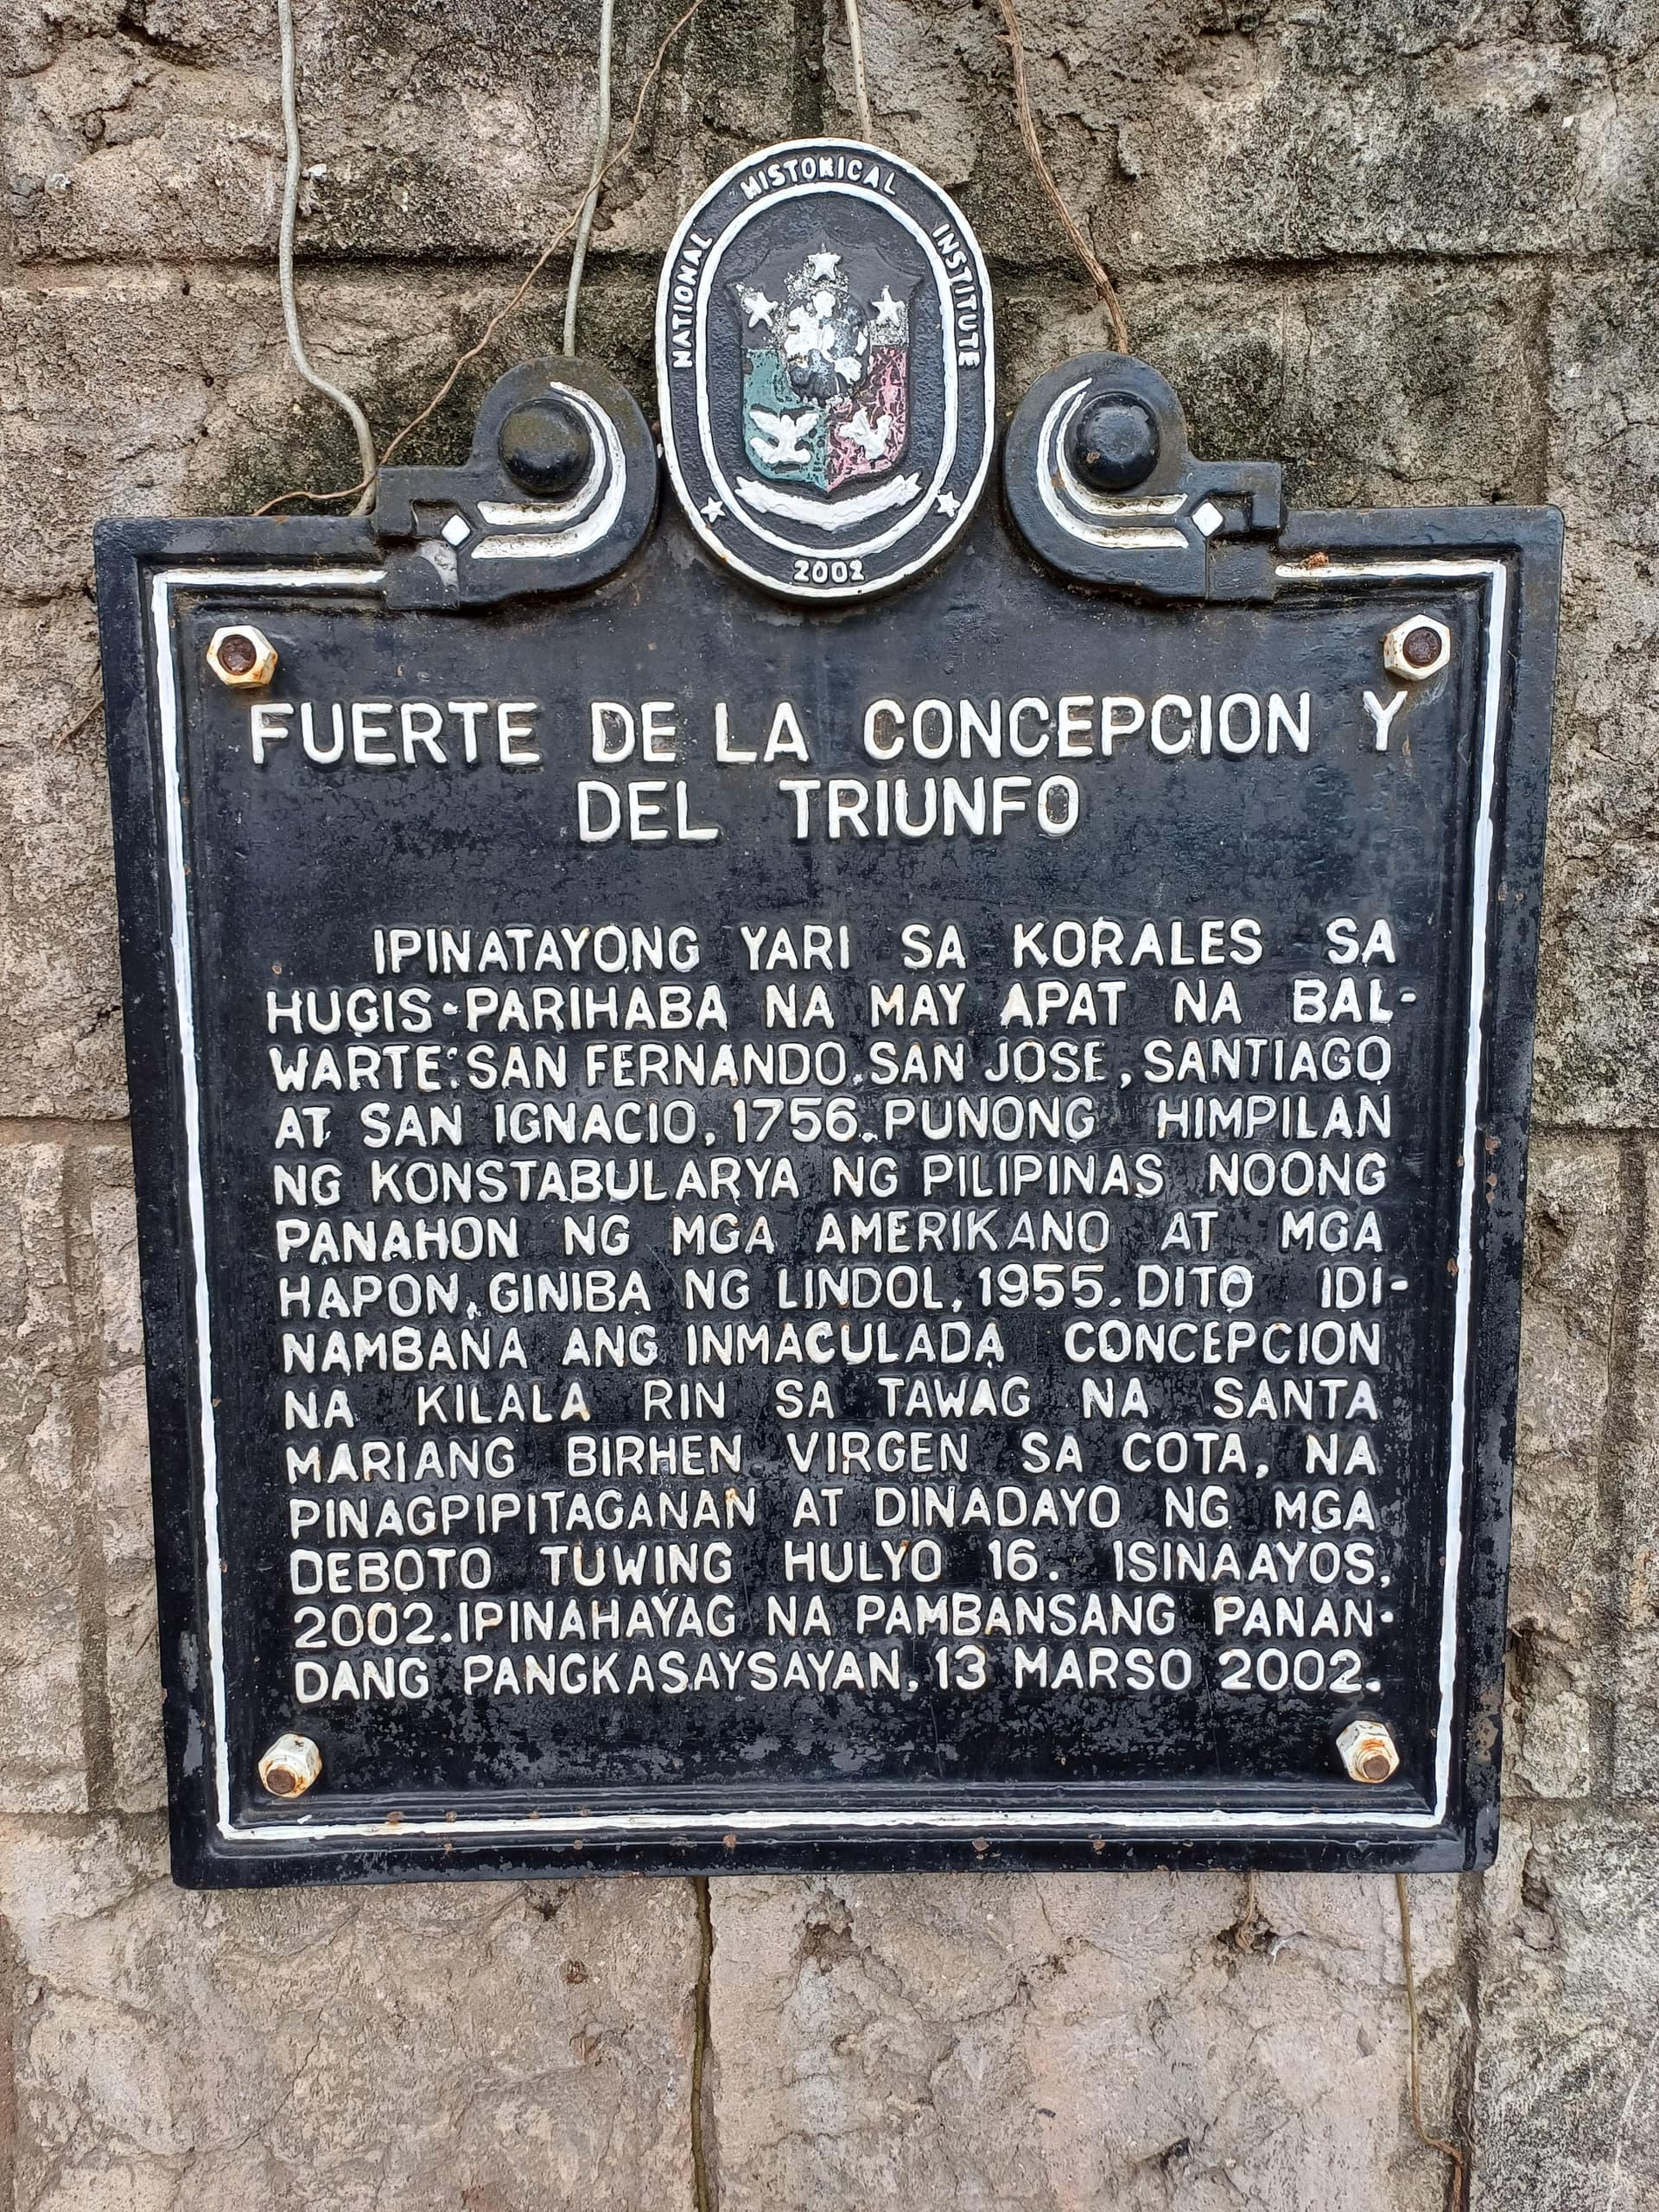 NATIONAL HISTORICAL INSTITUTE
2002
FUERTE DE LA CONCEPCION Y
DEL TRIUNFO
IPINATAYONG YARI SA KORALES SA
HUGIS-PARIHABA NA MAY APAT NA BAL-
WARTE: SAN FERNANDO, SAN JOSE, SANTIAGO
AT SAN IGNACIO, 1756. PUNONG HIMPILAN
NG KONSTABULARYA NG PILIPINAS NOONG
PANAHON NG MGA AMERIKANO AT MGA
HAPON. GINIBA NG LINDOL, 1955. DITO IDI-
NAMBANA ANG INMACULADA CONCEPCION
NA KILALA RIN SA TAWAG NA SANTA
MARIANG BIRHEN VIRGEN SA COTA, NA
PINAGPIPITAGANAN AT DINADAYO NG MGA
DEBOTO TUWING HULYO 16. ISINAAYOS,
2002. IPINAHAYAG NA PAMBANSANG PANAN-
DANG PANGKASAYSAYAN, 13 MARSO 2002.